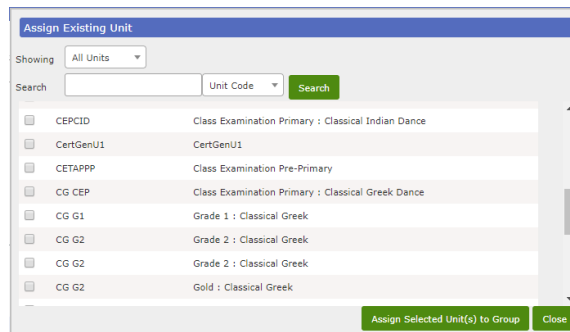 Assign Existing Unit
Showing All Units
Search Unit Code Search
CEPCID Class Examination Primary : Classical Indian Dance
CertGenU1 CertGenU1
CETAPPP Class Examination Pre-Primary
CG CEP Class Examination Primary : Classical Greek Dance
CG G1 Grade 1 : Classical Greek
CG G2 Grade 2 : Classical Greek
CG G2 Grade 2 : Classical Greek
CG G2 Gold : Classical Greek
Assign Selected Unit(s) to Group Close